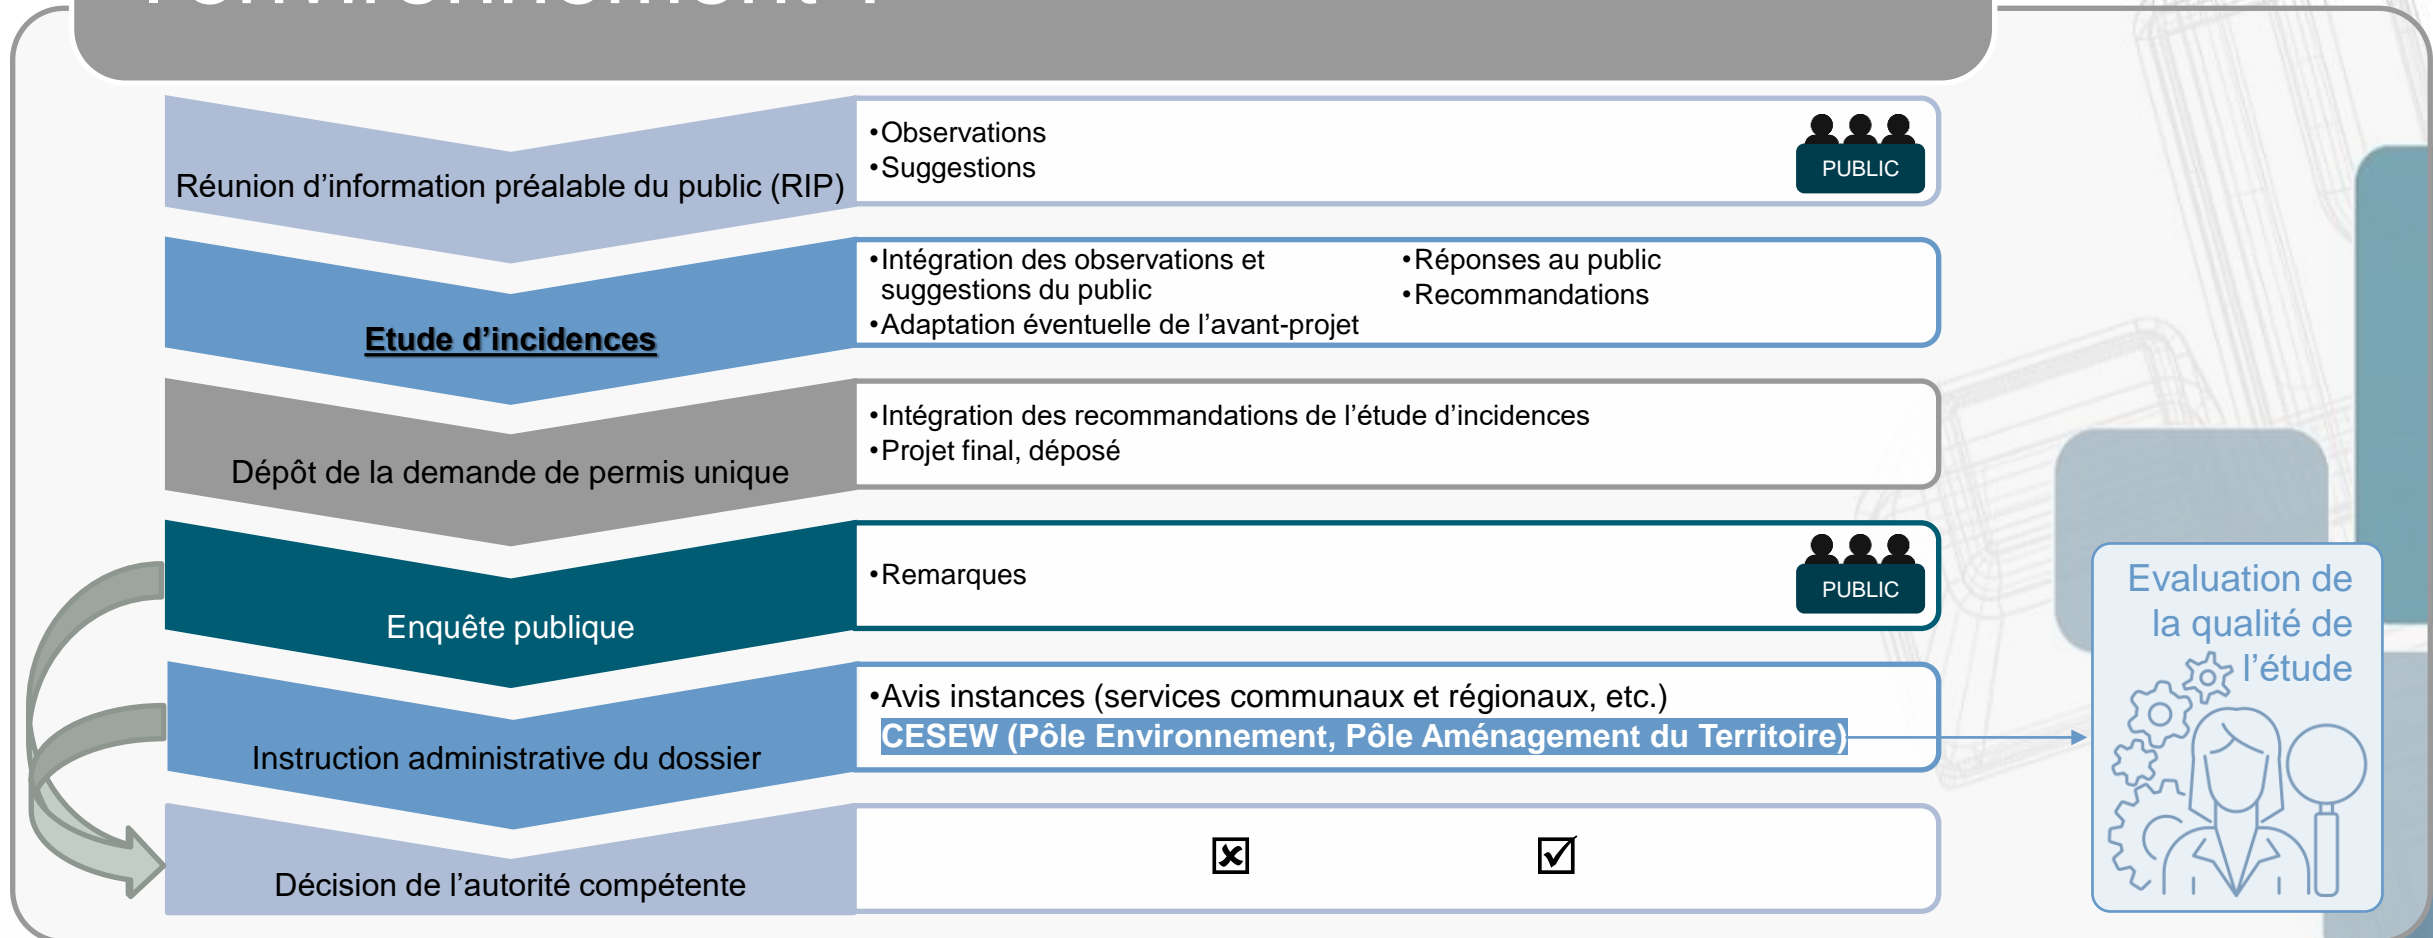 l'environnement ?
Réunion d’information préalable du public (RIP)
•Observations
•Suggestions
PUBLIC
Etude d’incidences
•Intégration des observations et
suggestions du public
•Adaptation éventuelle de l’avant-projet
•Réponses au public
•Recommandations
Dépôt de la demande de permis unique
•Intégration des recommandations de l’étude d’incidences
•Projet final, déposé
Enquête publique
•Remarques
PUBLIC
Instruction administrative du dossier
•Avis instances (services communaux et régionaux, etc.)
CESEW (Pôle Environnement, Pôle Aménagement du Territoire)
Evaluation de
la qualité de
l’étude
Décision de l’autorité compétente